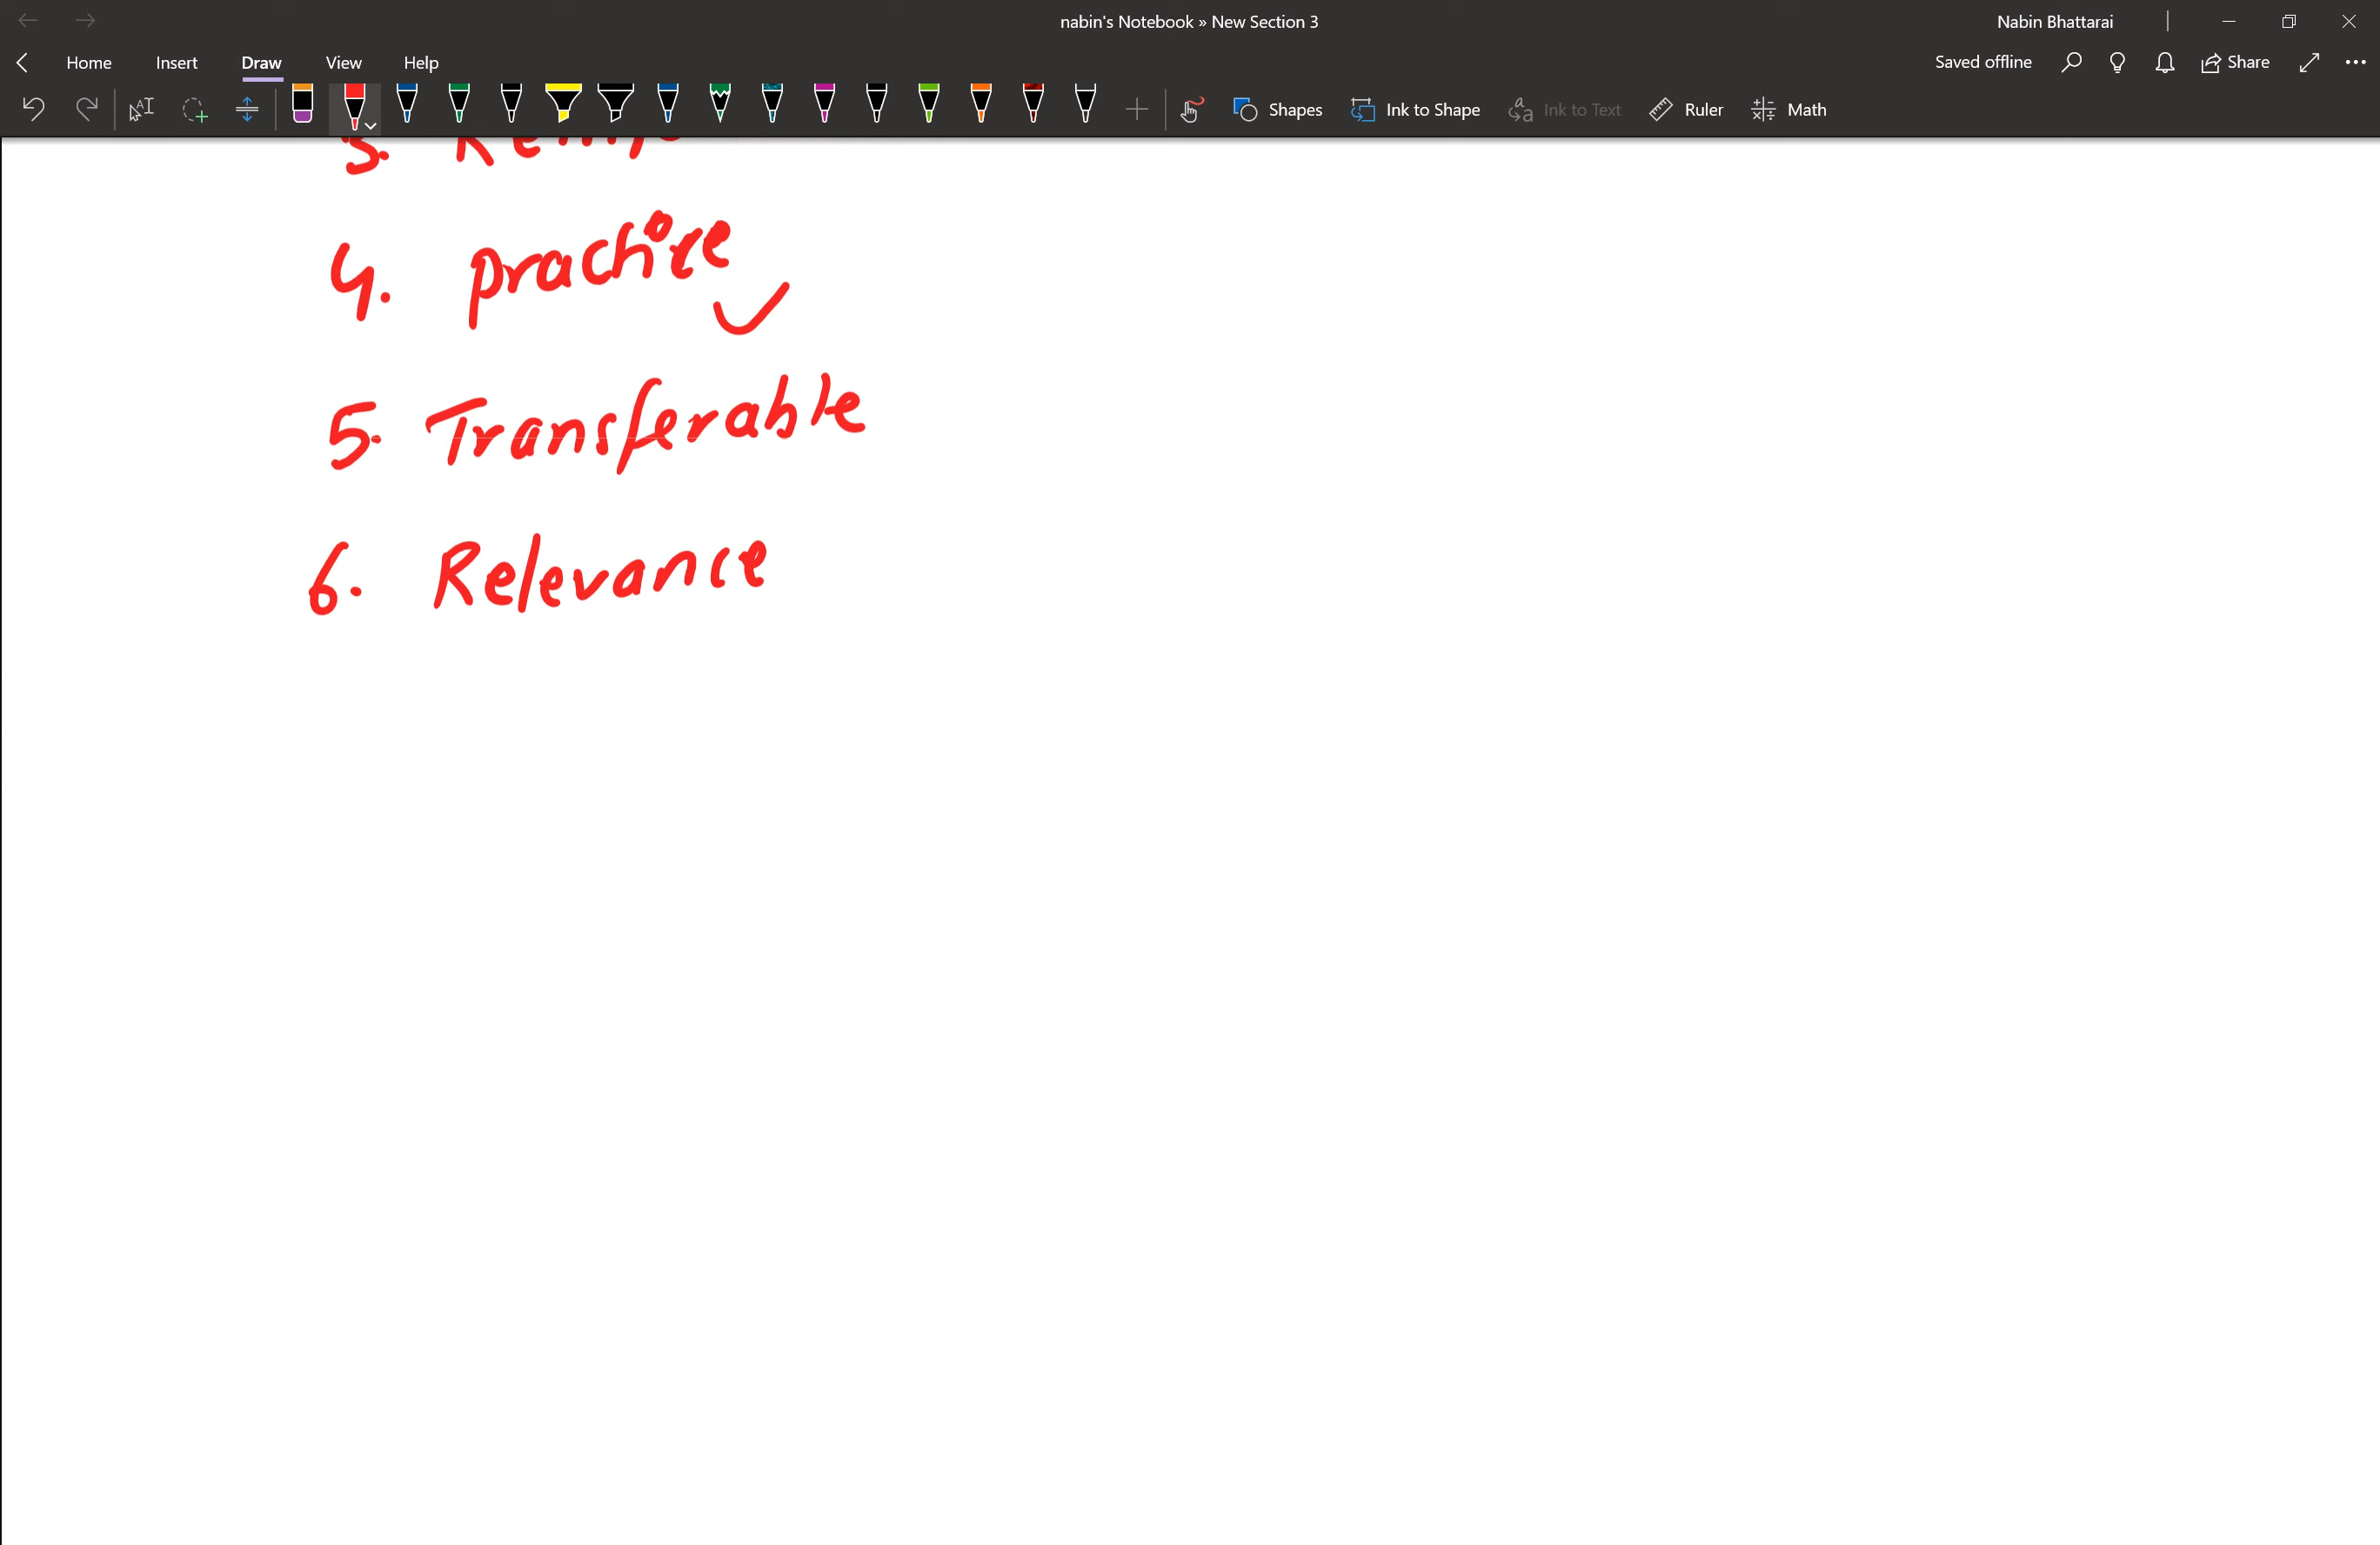 nabin's Notebook » New Section 3
Nabin Bhattarai
Home Insert Draw View Help
Saved offline
Share
Shapes Ink to Shape Ink to Text Ruler Math
3.
4. practice
5. Transferable
6. Relevance